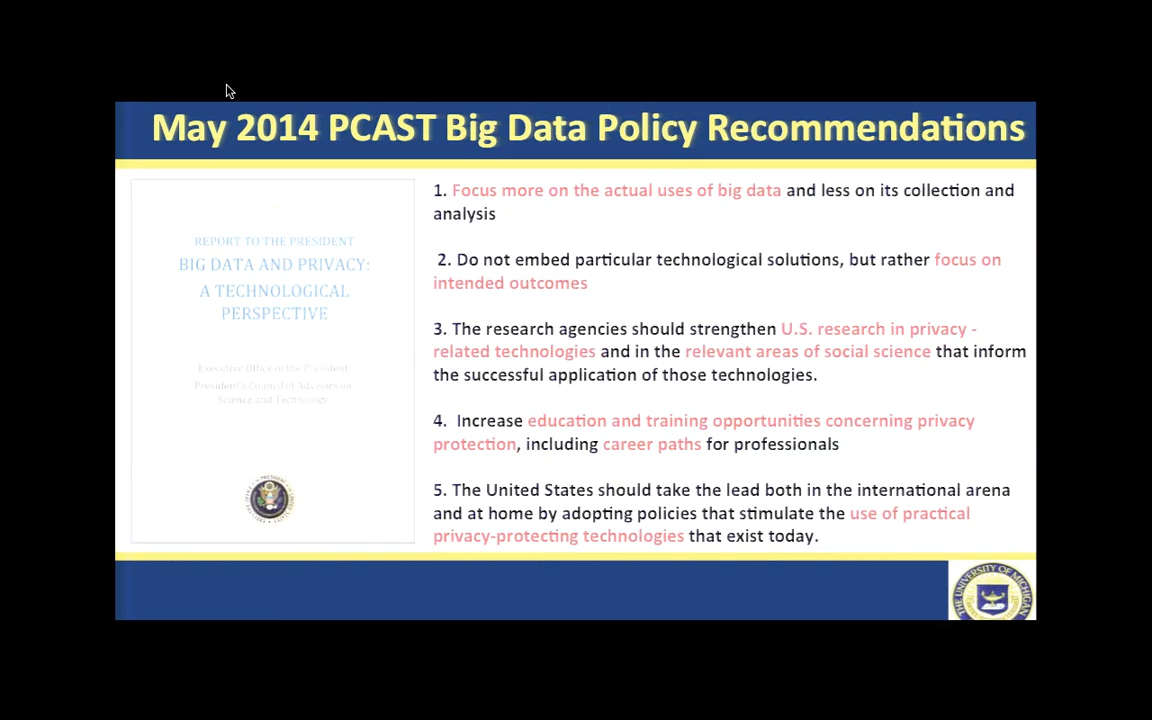 May 2014 PCAST Big Data Policy Recommendations
REPORT TO THE PRESIDENT
BIG DATA AND PRIVACY:
A TECHNOLOGICAL
PERSPECTIVE
Executive Office of the President
President's Council of Advisors on
Science and Technology
1. Focus more on the actual uses of big data and less on its collection and
analysis
2. Do not embed particular technological solutions, but rather focus on
intended outcomes
3. The research agencies should strengthen U.S. research in privacy -
related technologies and in the relevant areas of social science that inform
the successful application of those technologies.
4. Increase education and training opportunities concerning privacy
protection, including career paths for professionals
5. The United States should take the lead both in the international arena
and at home by adopting policies that stimulate the use of practical
privacy-protecting technologies that exist today.
THE UNIVERSITY OF MICHIGAN